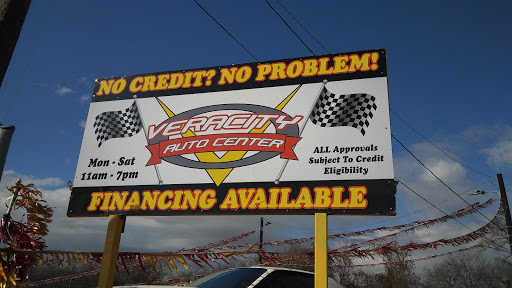 NO CREDIT? NO PROBLEM!
VERACITY
AUTO CENTER
Mon - Sat
11am - 7pm
ALL Approvals
Subject To Credit
Eligibility
FINANCING AVAILABLE